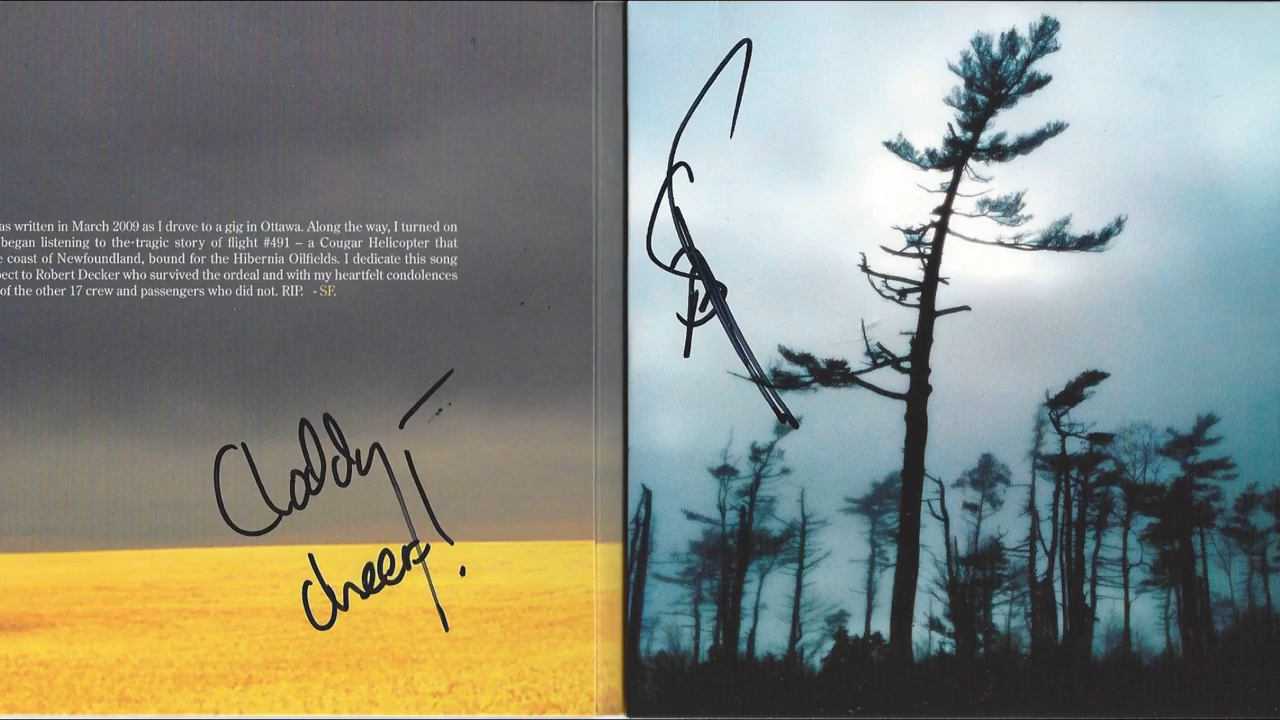 as written in March 2009 as I drove to a gig in Ottawa. Along the way, I turned on
began listening to the tragic story of flight #491 – a Cougar Helicopter that
e coast of Newfoundland, bound for the Hibernia Oilfields. I dedicate this song
pect to Robert Decker who survived the ordeal and with my heartfelt condolences
of the other 17 crew and passengers who did not. RIP. - SF.
cheers!